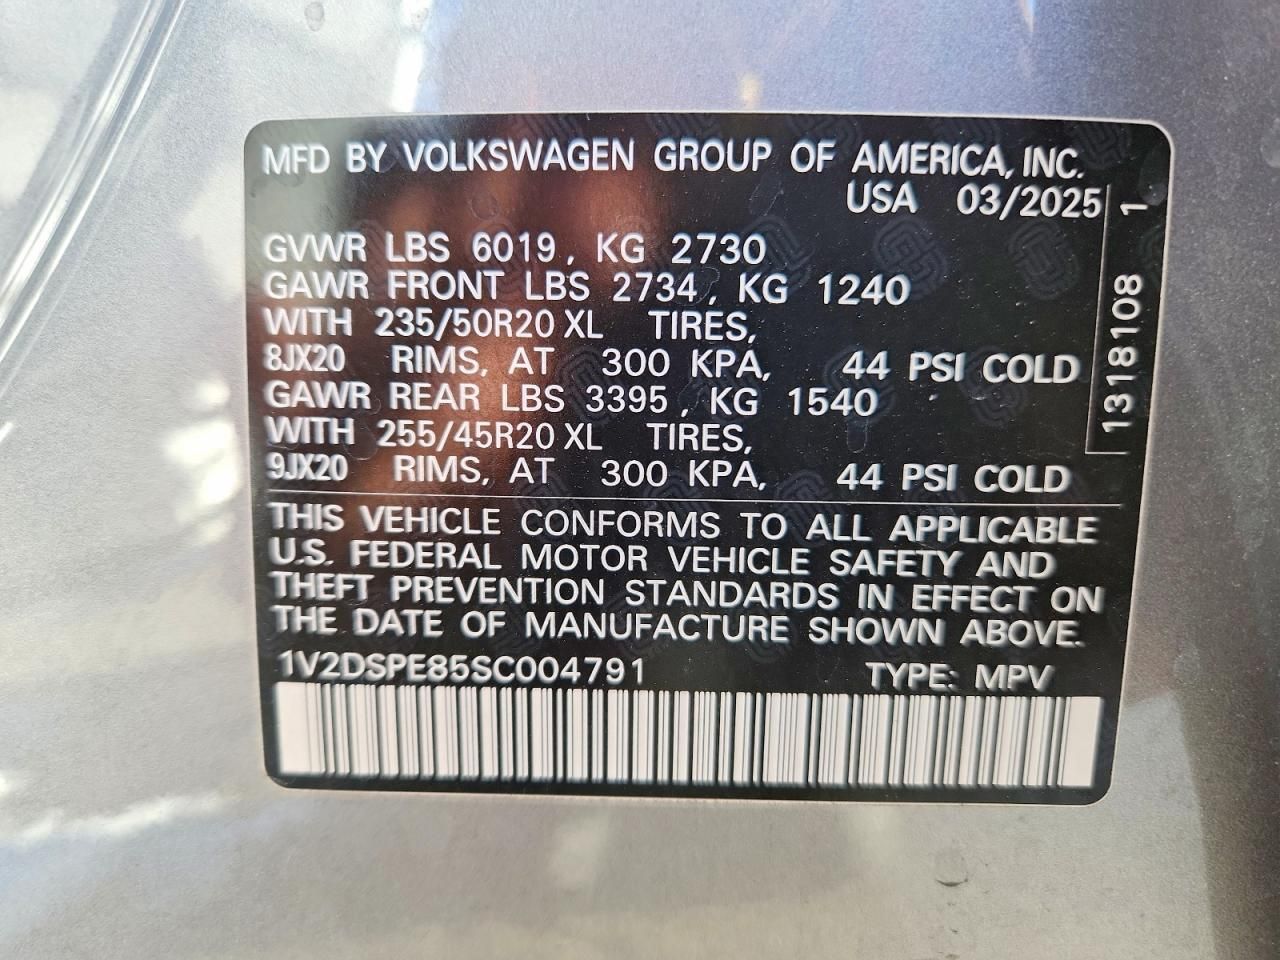 MFD BY VOLKSWAGEN GROUP OF AMERICA, INC.
USA 03/2025
GVWR LBS 6019, KG 2730
GAWR FRONT LBS 2734, KG 1240
WITH 235/50R20 XL TIRES,
8JX20 RIMS, AT 300 KPA, 44 PSI COLD
GAWR REAR LBS 3395, KG 1540
WITH 255/45R20 XL TIRES,
9JX20 RIMS, AT 300 KPA, 44 PSI COLD
1318108 1
THIS VEHICLE CONFORMS TO ALL APPLICABLE
U.S. FEDERAL MOTOR VEHICLE SAFETY AND
THEFT PREVENTION STANDARDS IN EFFECT ON
THE DATE OF MANUFACTURE SHOWN ABOVE.
1V2DSPE85SC004791 TYPE: MPV